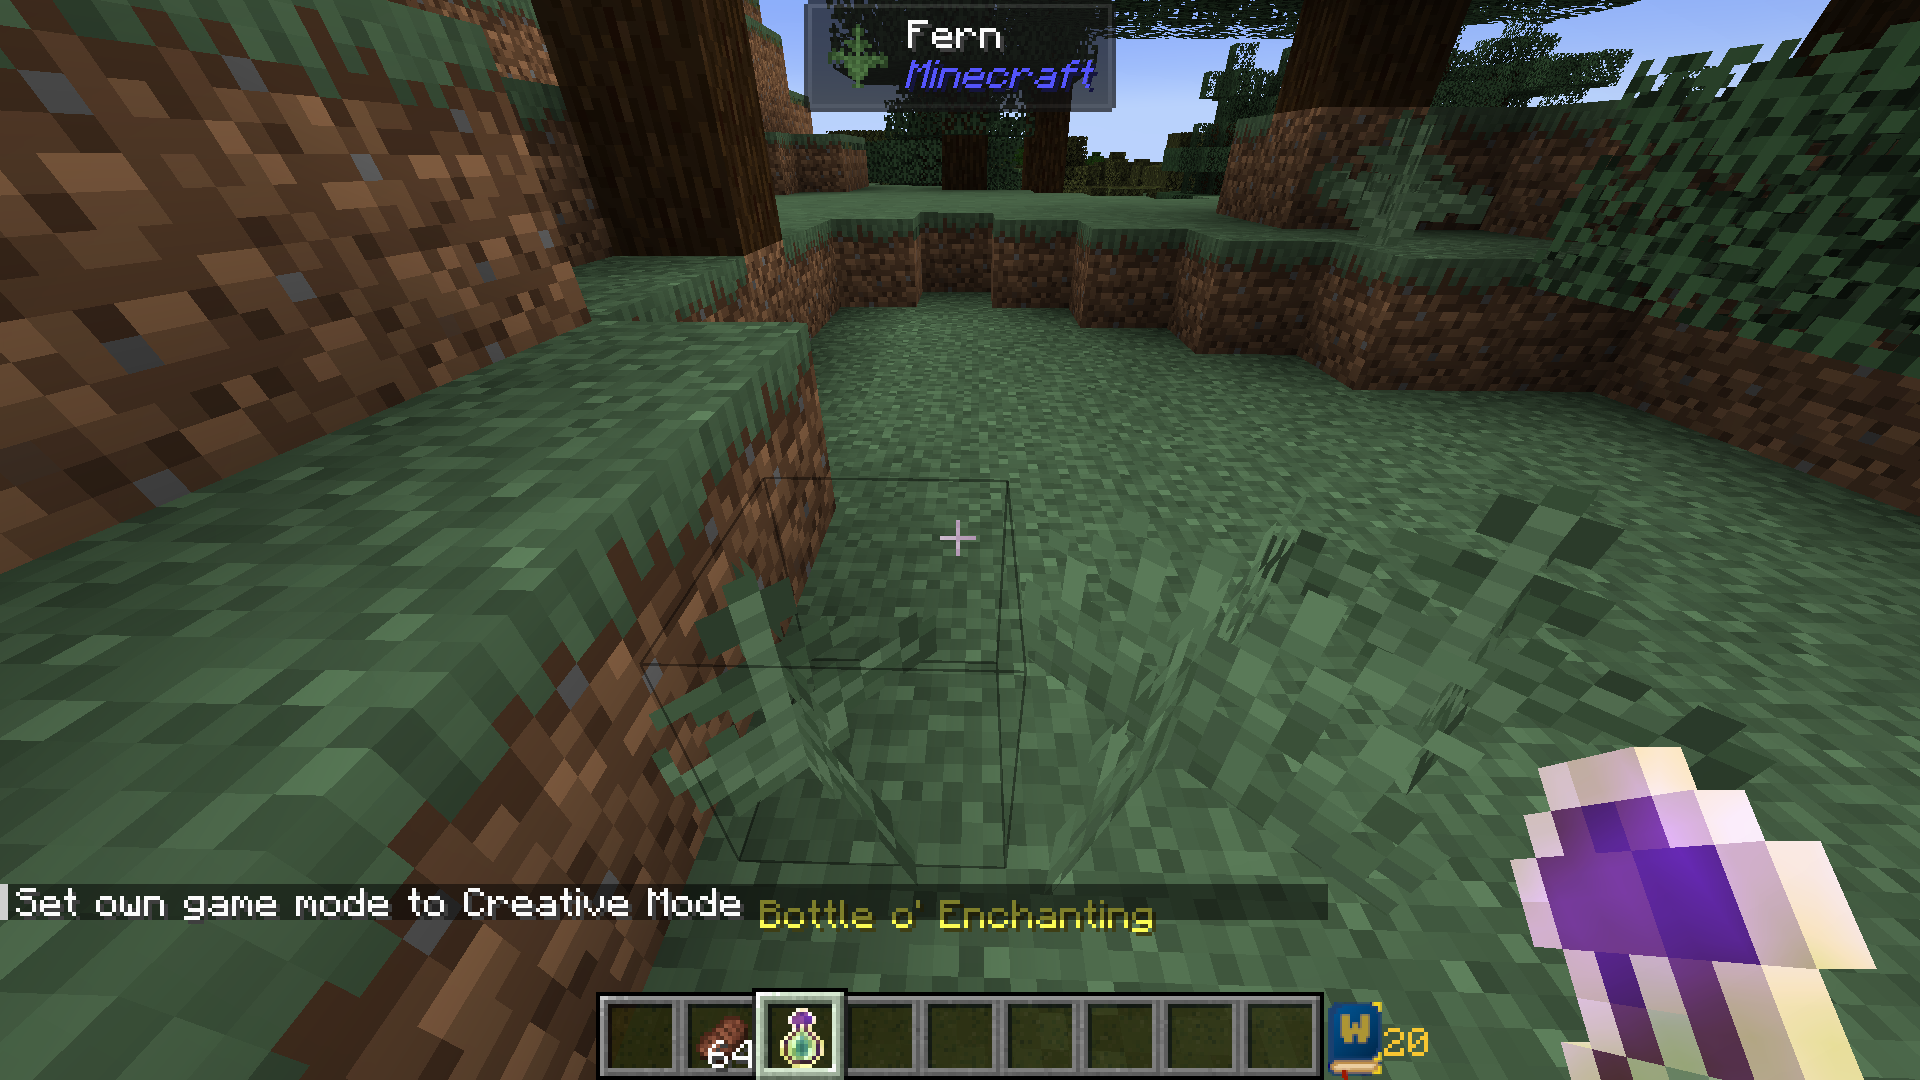 Fern
Minecraft
Set own game mode to Creative Mode
Bottle o' Enchanting
64
W
20